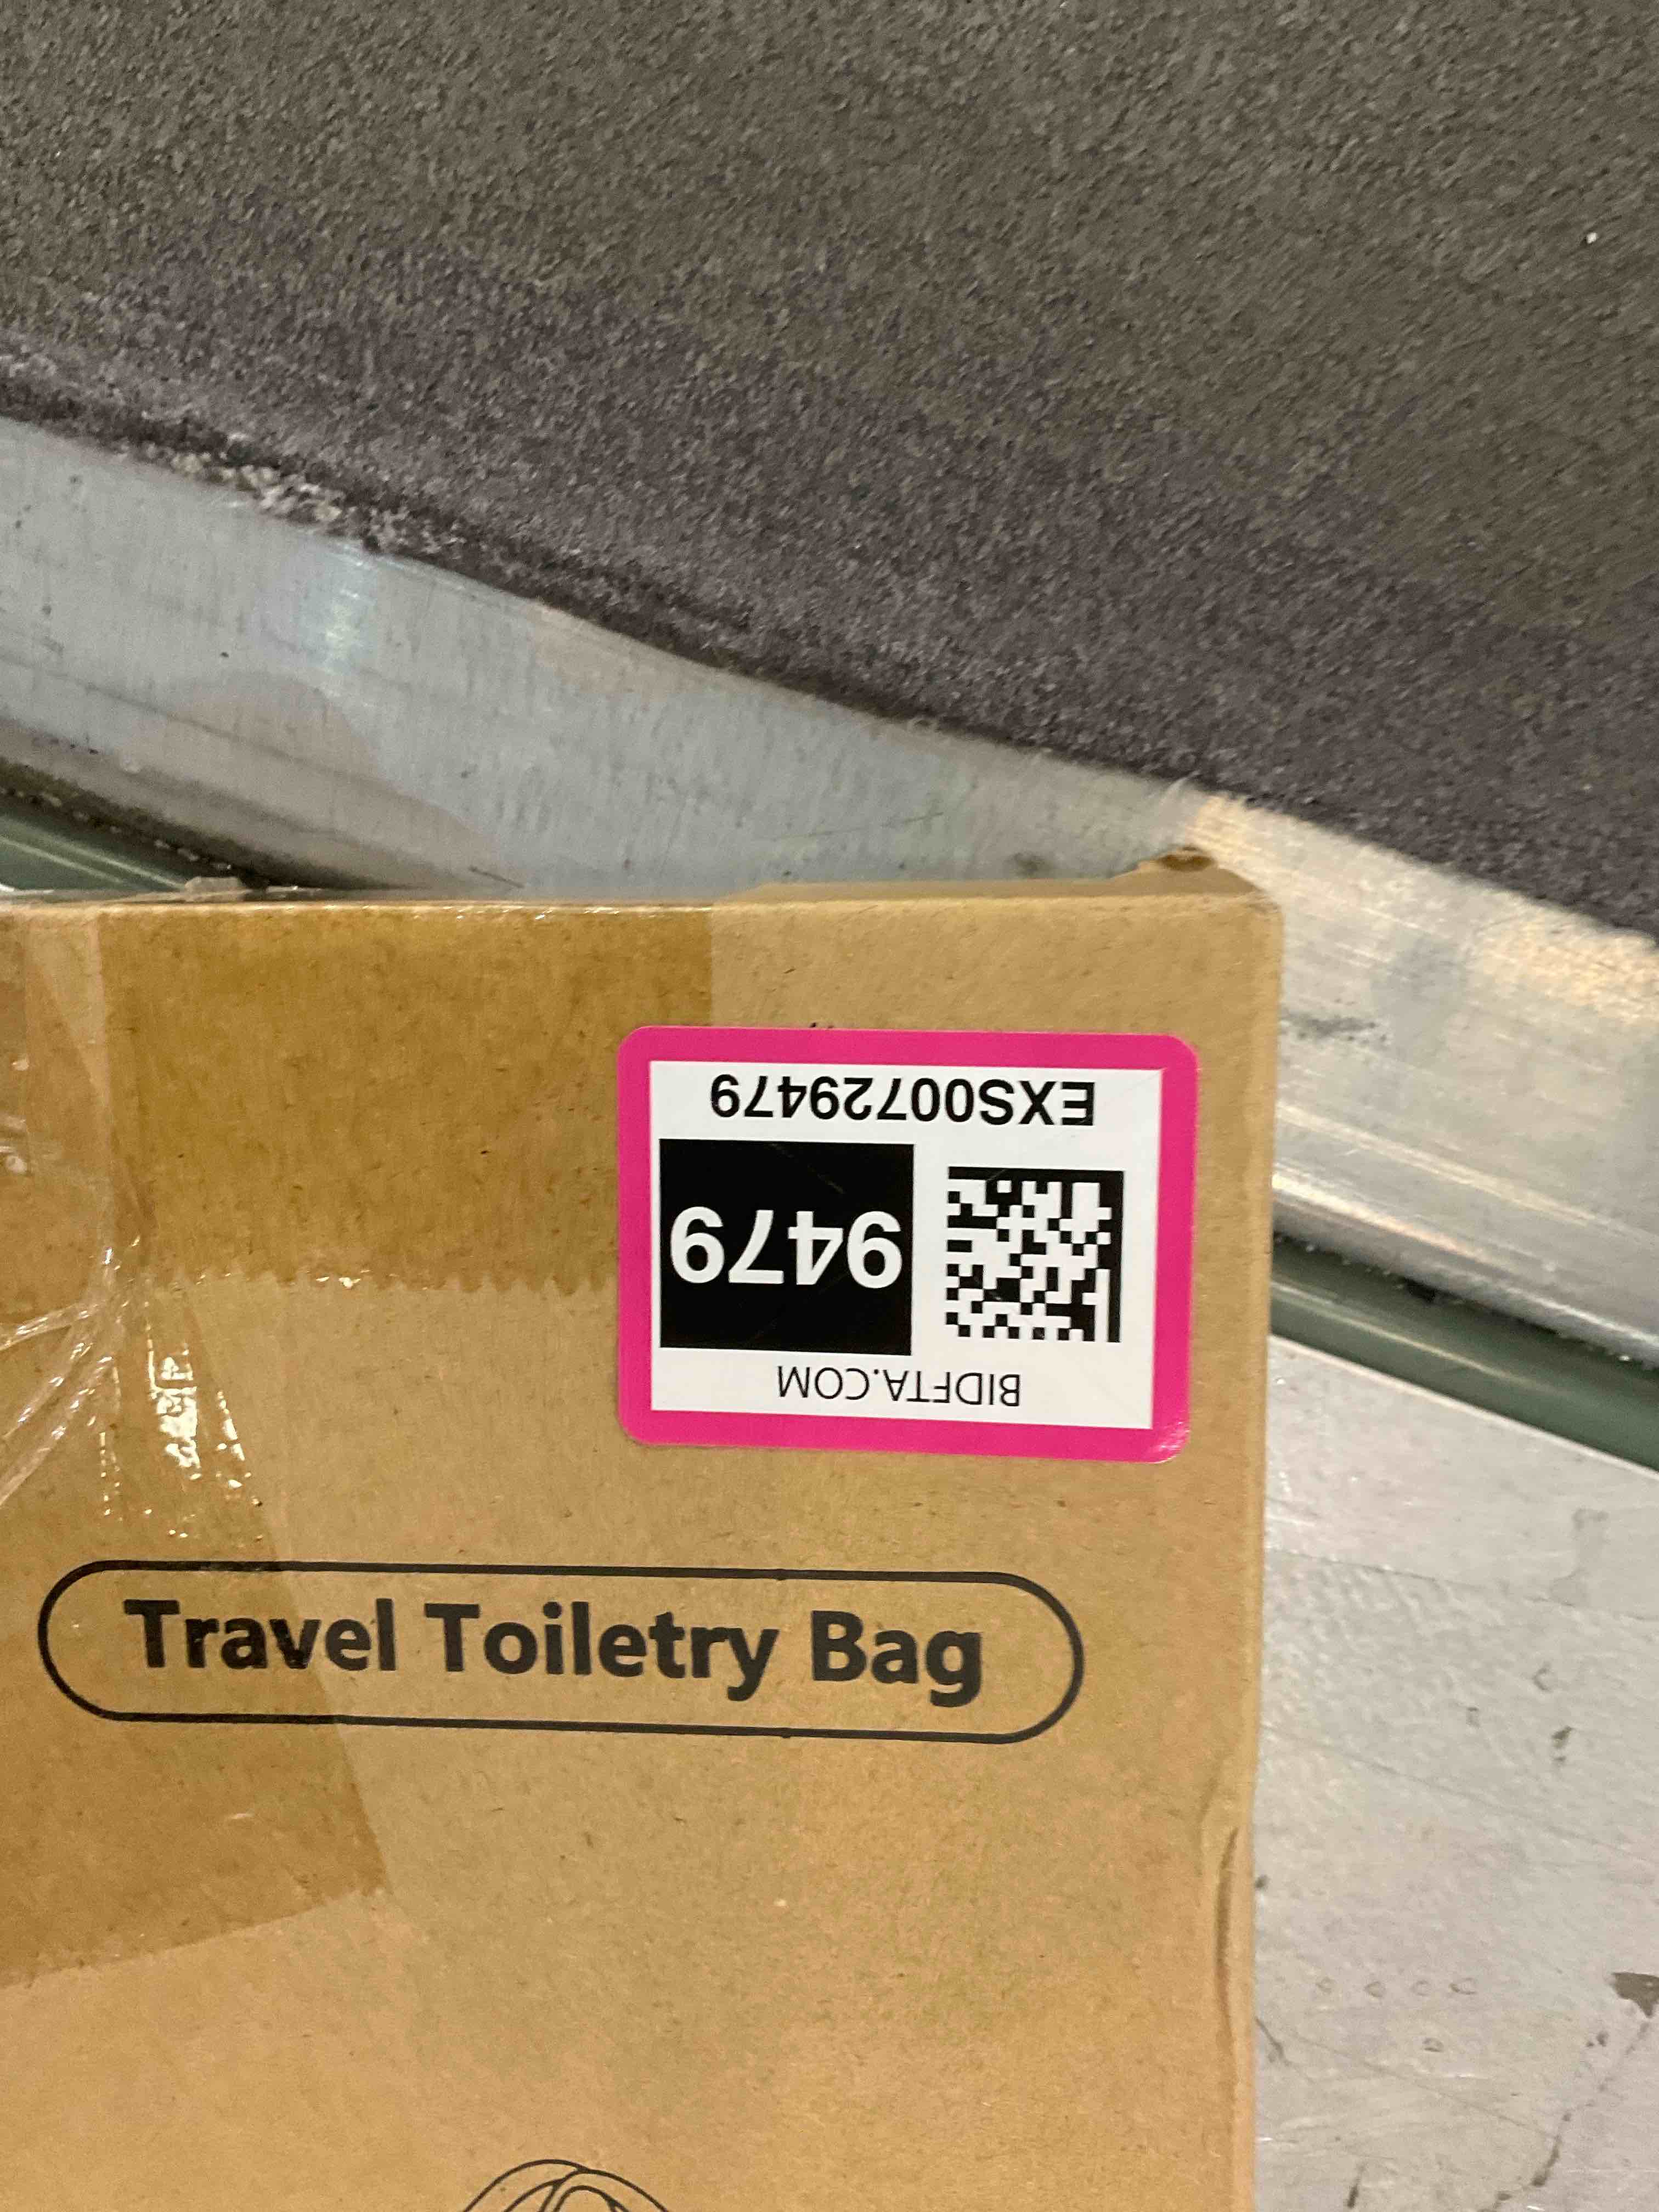 BIDFTA.COM
9479
EXS00729479
Travel Toiletry Bag